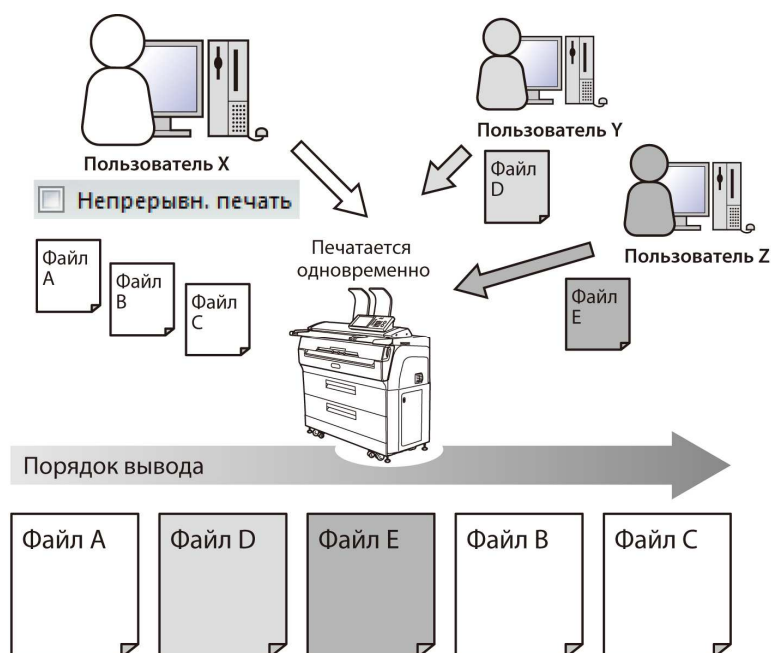 Пользователь X
Непрерывн. печать
Файл
A
Файл
B
Файл
C
Пользователь Y
Файл
D
Пользователь Z
Файл
E
Печатается
одновременно
Порядок вывода
Файл A
Файл D
Файл E
Файл B
Файл C